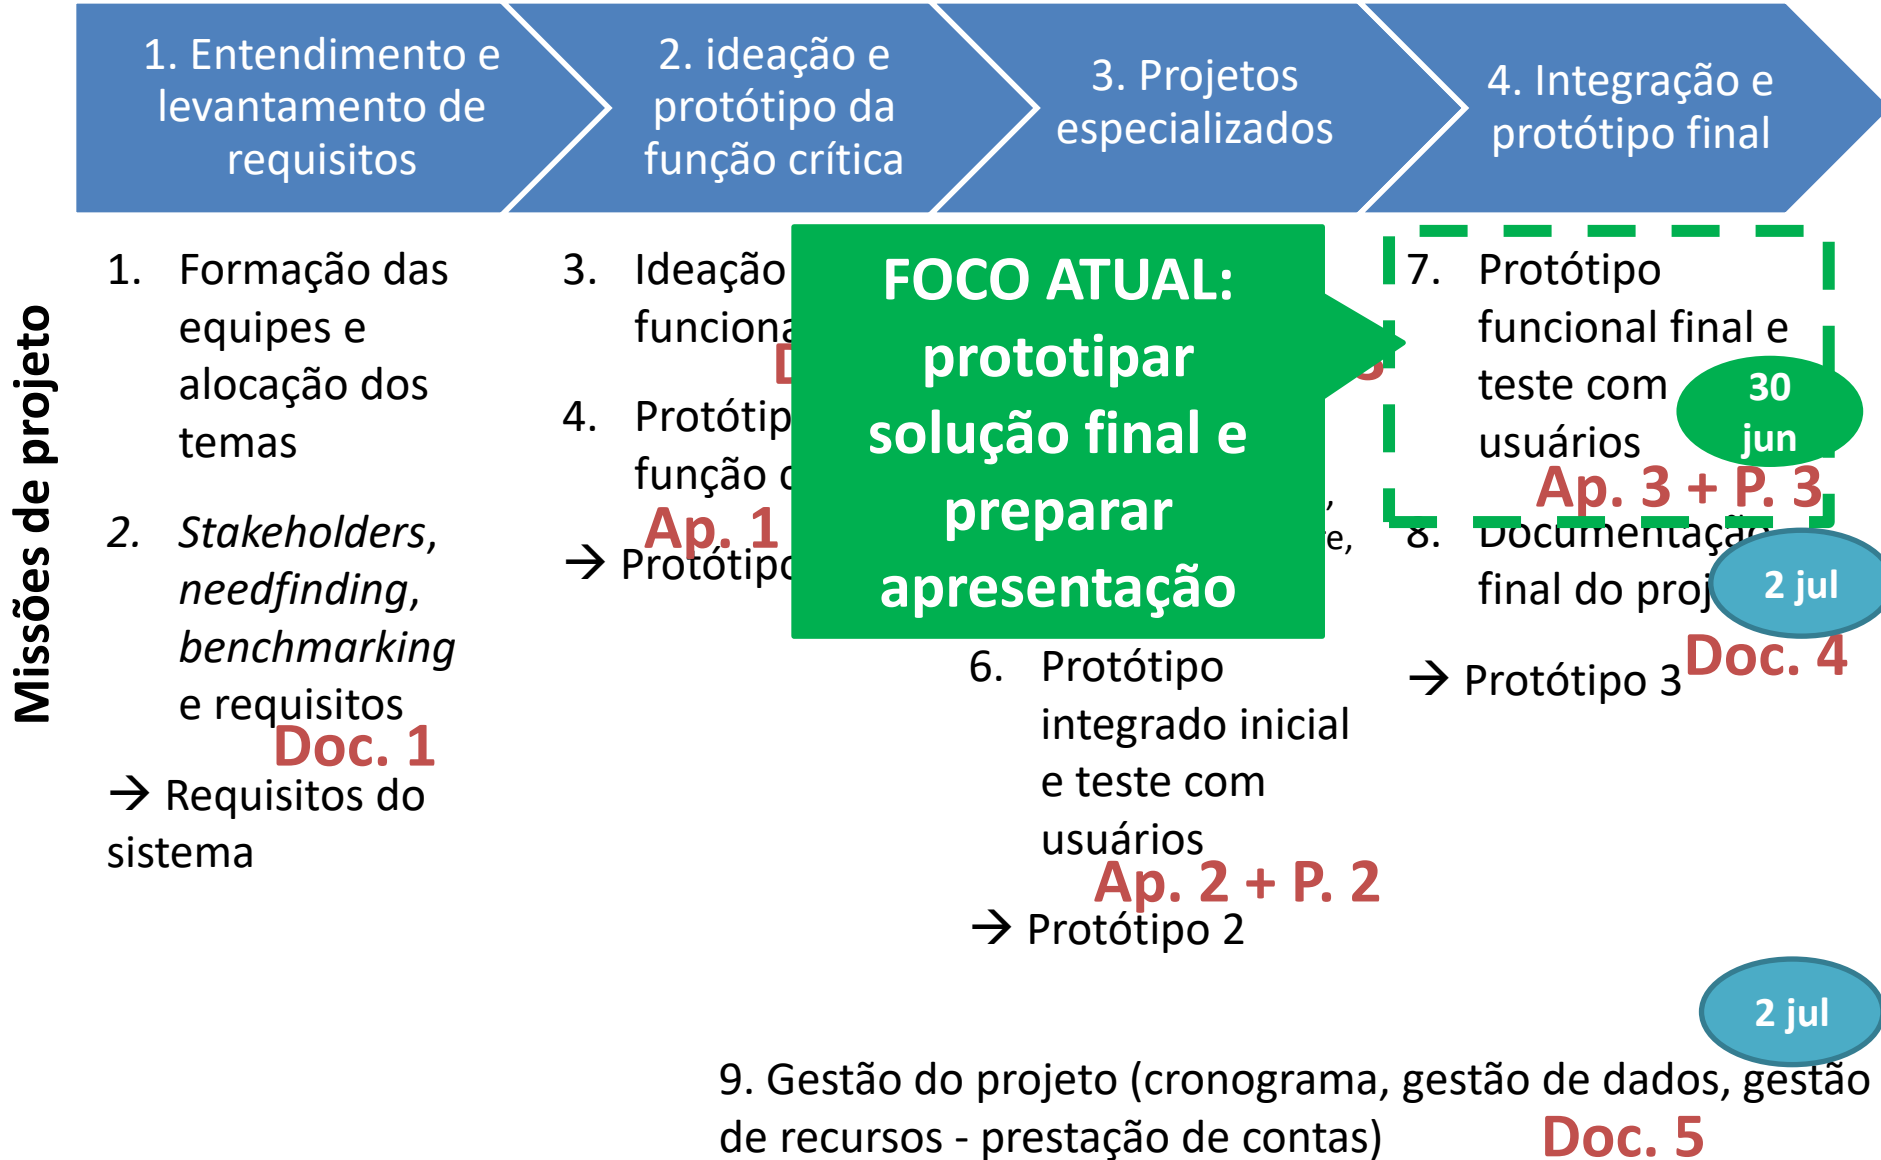 1. Entendimento e
levantamento de
requisitos
2. ideação e
protótipo da
função crítica
3. Projetos
especializados
4. Integração e
protótipo final
Missões de projeto
1. Formação das
equipes e
alocação dos
temas
2. Stakeholders,
needfinding,
benchmarking
e requisitos
Doc. 1
→ Requisitos do
sistema
3. Ideação
4.
função
Ap. 1
→
FOCO ATUAL:
prototipar
solução final e
preparar
apresentação
6. Protótipo
integrado inicial
e teste com
usuários
Ap. 2 + P. 2
→ Protótipo 2
7. Protótipo
funcional final e
teste com
usuários
30
jun
Ap. 3 + P. 3
8. Documentação
final do
2 jul
Doc. 4
→ Protótipo 3
2 jul
9. Gestão do projeto (cronograma, gestão de dados, gestão
de recursos - prestação de contas)
Doc. 5